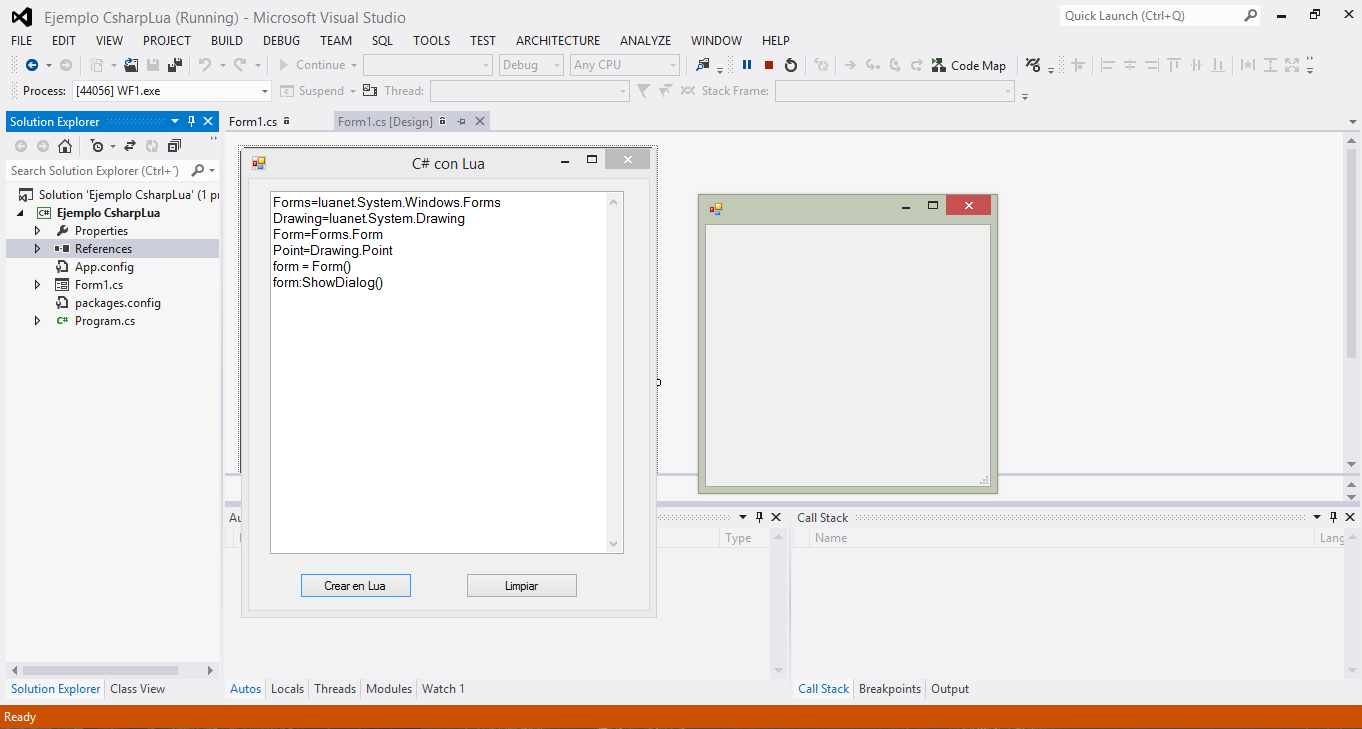 Ejemplo CsharpLua (Running) - Microsoft Visual Studio
Quick Launch (Ctrl+Q)
FILE EDIT VIEW PROJECT BUILD DEBUG TEAM SQL TOOLS TEST ARCHITECTURE ANALYZE WINDOW HELP
Continue Debug Any CPU Code Map
Process: [44056] WF1.exe Suspend Thread: Stack Frame:
Solution Explorer
Form1.cs
Form1.cs [Design]
Search Solution Explorer (Ctrl+´)
Solution 'Ejemplo CsharpLua' (1 pr
Ejemplo CsharpLua
Properties
References
App.config
Form1.cs
packages.config
Program.cs
C# con Lua
Forms=luanet.System.Windows.Forms
Drawing=luanet.System.Drawing
Form=Forms.Form
Point=Drawing.Point
form = Form()
form:ShowDialog()
Crear en Lua
Limpiar
Au
Type
Call Stack
Name
Lang
Solution Explorer Class View
Autos Locals Threads Modules Watch 1
Call Stack Breakpoints Output
Ready